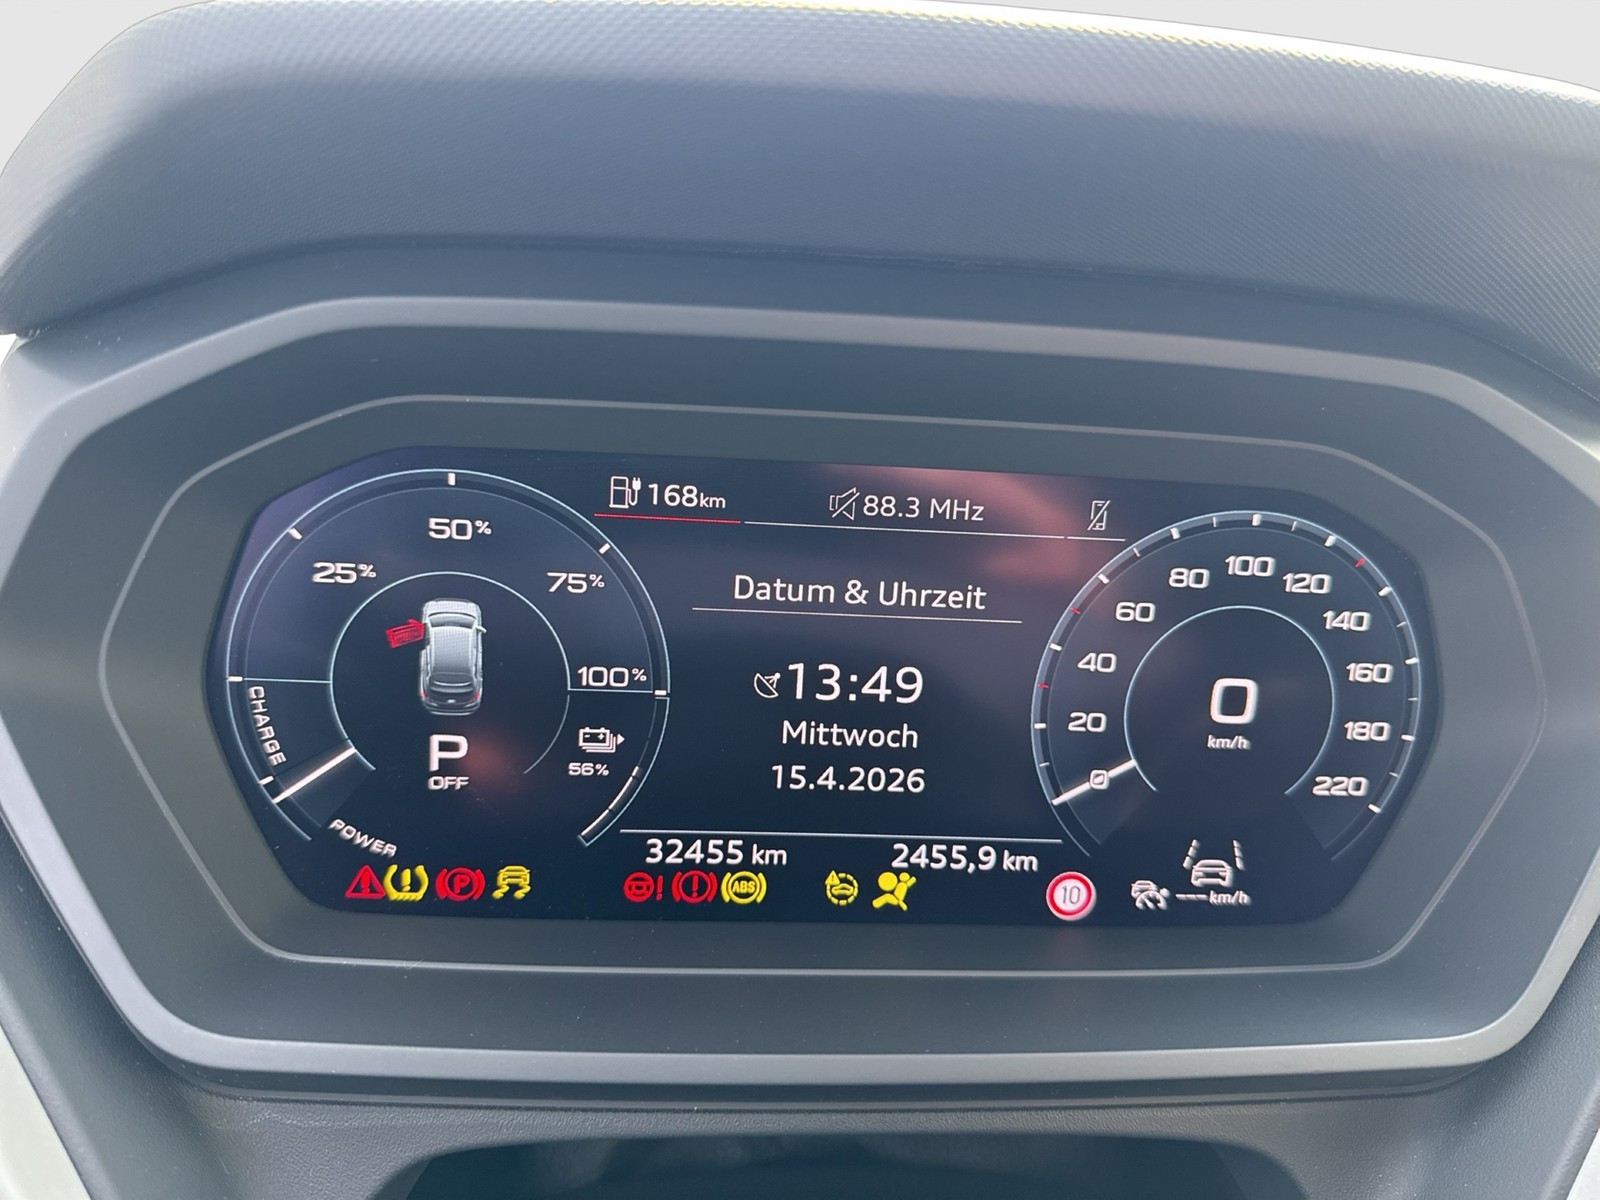 168km
88.3 MHz
25%
50%
75%
100%
CHARGE
POWER
P
OFF
56%
Datum & Uhrzeit
13:49
Mittwoch
15.4.2026
32455 km
2455,9 km
0
20
40
60
80
100
120
140
160
180
220
0
km/h
P
!
ABS
10
---km/h